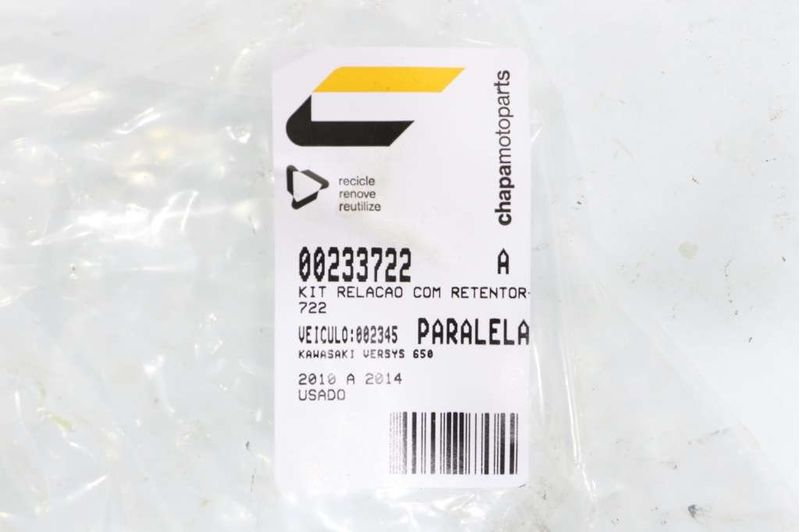 chapamotoparts
recicle
renove
reutilize
00233722 A
KIT RELACAO COM RETENTOR-
722
VEICULO:002345 PARALELA
KAWASAKI VERSYS 650
2010 A 2014
USADO